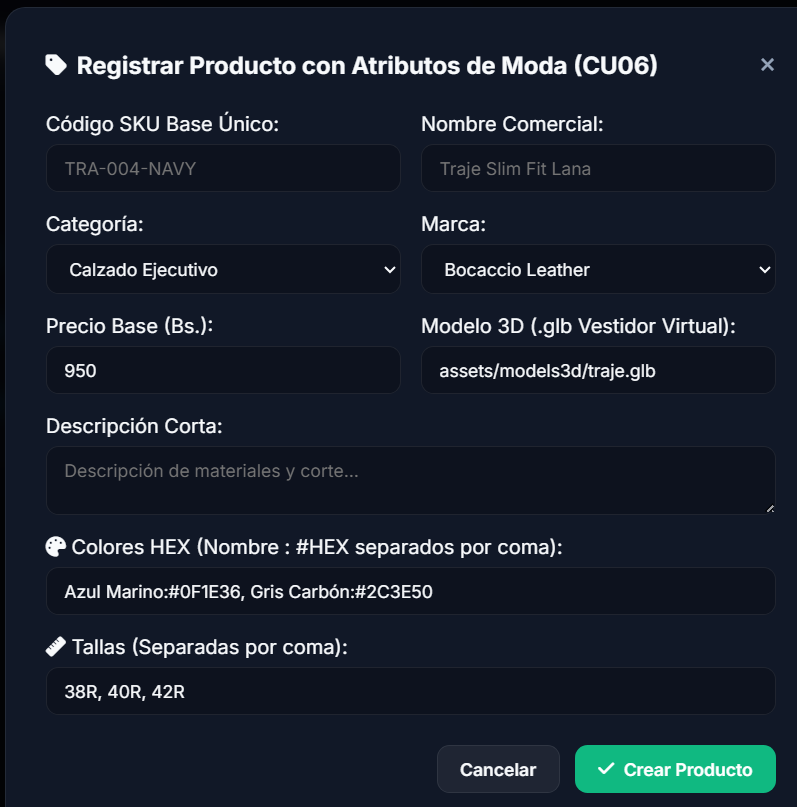 Registrar Producto con Atributos de Moda (CU06)
Código SKU Base Único:
TRA-004-NAVY
Nombre Comercial:
Traje Slim Fit Lana
Categoría:
Calzado Ejecutivo
Marca:
Bocaccio Leather
Precio Base (Bs.):
950
Modelo 3D (.glb Vestidor Virtual):
assets/models3d/traje.glb
Descripción Corta:
Descripción de materiales y corte...
Colores HEX (Nombre : #HEX separados por coma):
Azul Marino:#0F1E36, Gris Carbón:#2C3E50
Tallas (Separadas por coma):
38R, 40R, 42R
Cancelar
Crear Producto